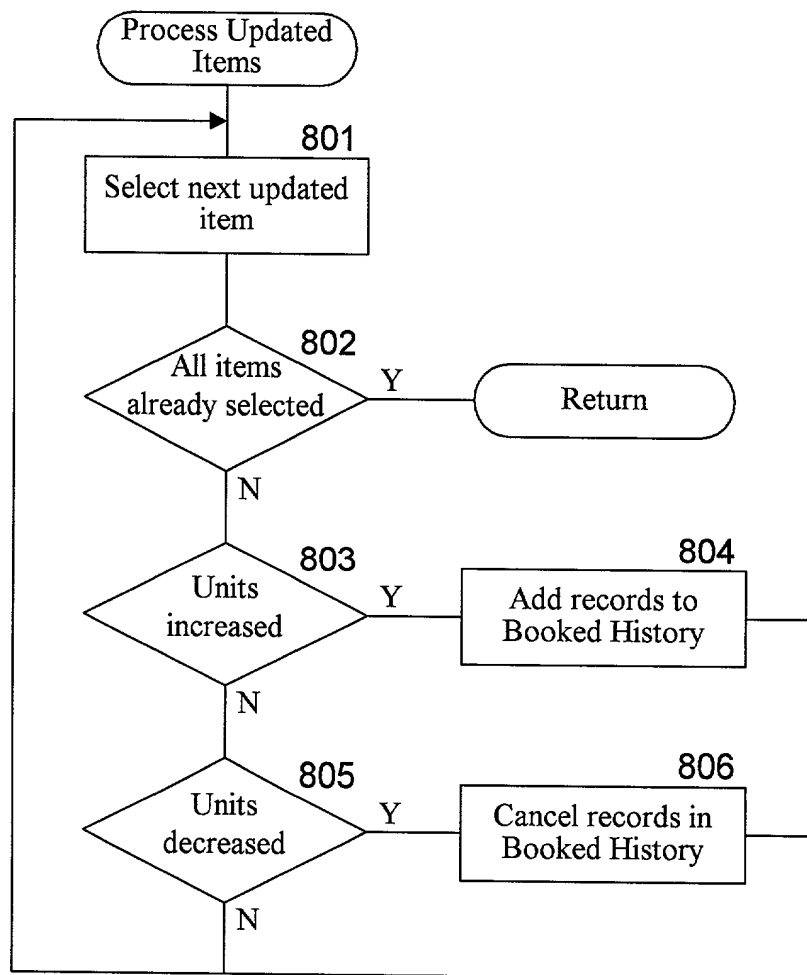 Process Updated
Items
801
Select next updated
item
802
All items
already selected
Y
Return
N
803
Units
increased
Y
804
Add records to
Booked History
N
805
Units
decreased
Y
806
Cancel records in
Booked History
N